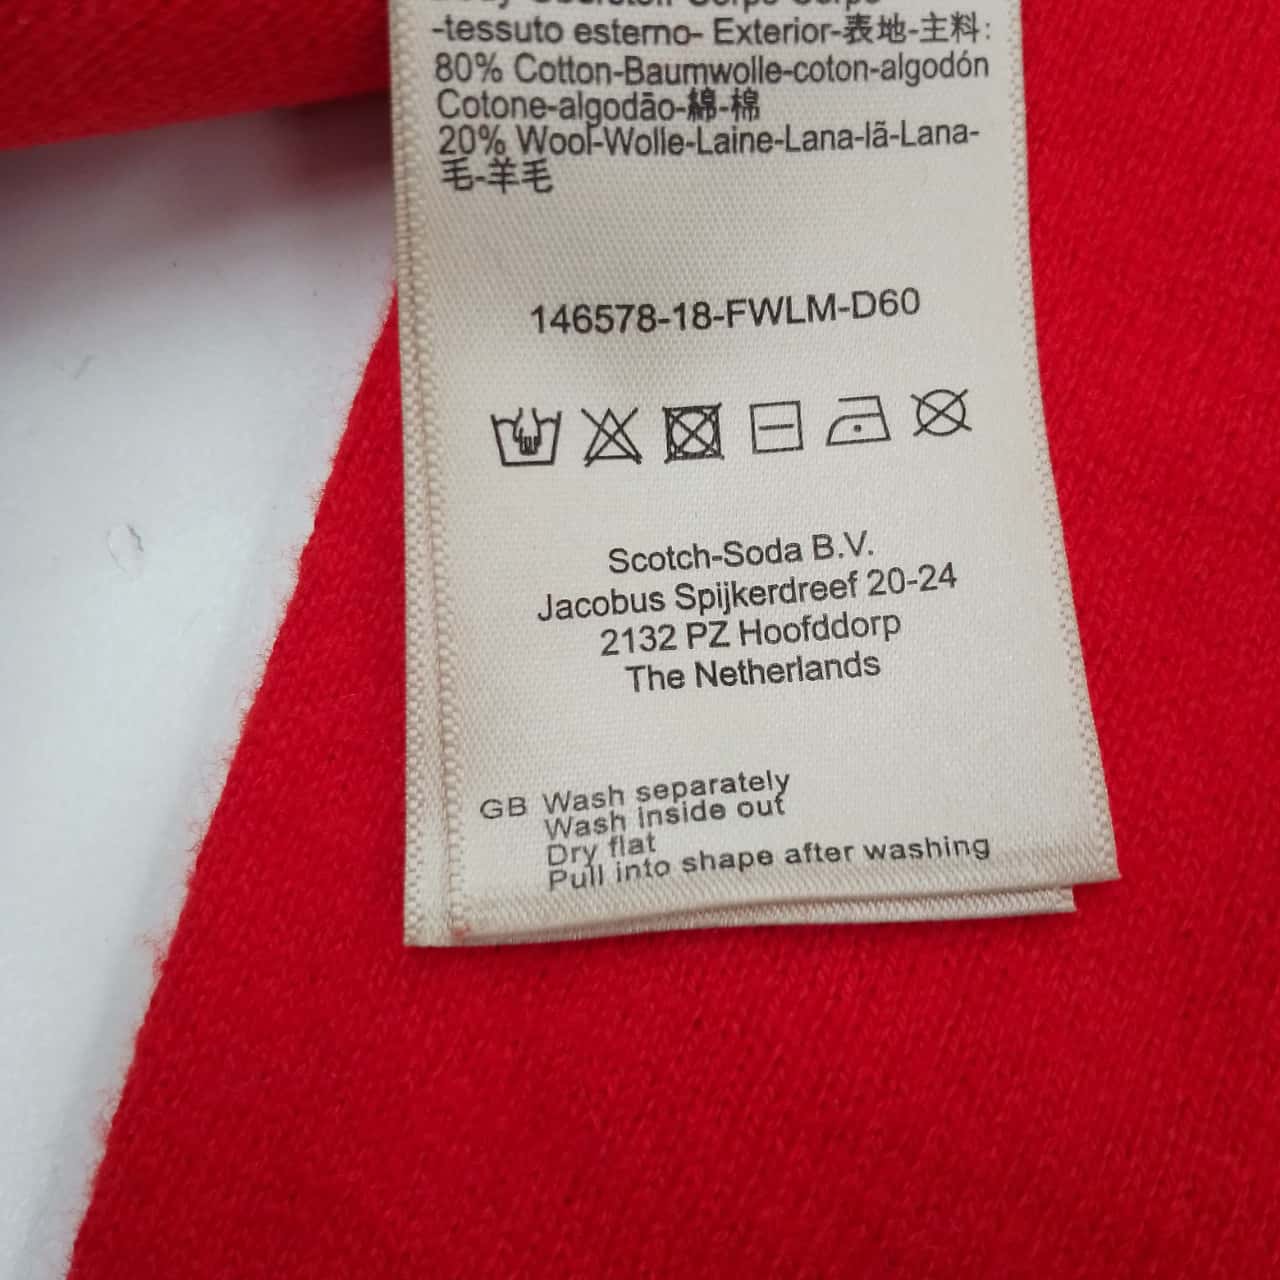 -tessuto esterno- Exterior-表地-主料:
80% Cotton-Baumwolle-coton-algodón
Cotone-algodão-綿-棉
20% Wool-Wolle-Laine-Lana-lã-Lana-
毛-羊毛
146578-18-FWLM-D60
Scotch-Soda B.V.
Jacobus Spijkerdreef 20-24
2132 PZ Hoofddorp
The Netherlands
GB Wash separately
Wash inside out
Dry flat
Pull into shape after washing